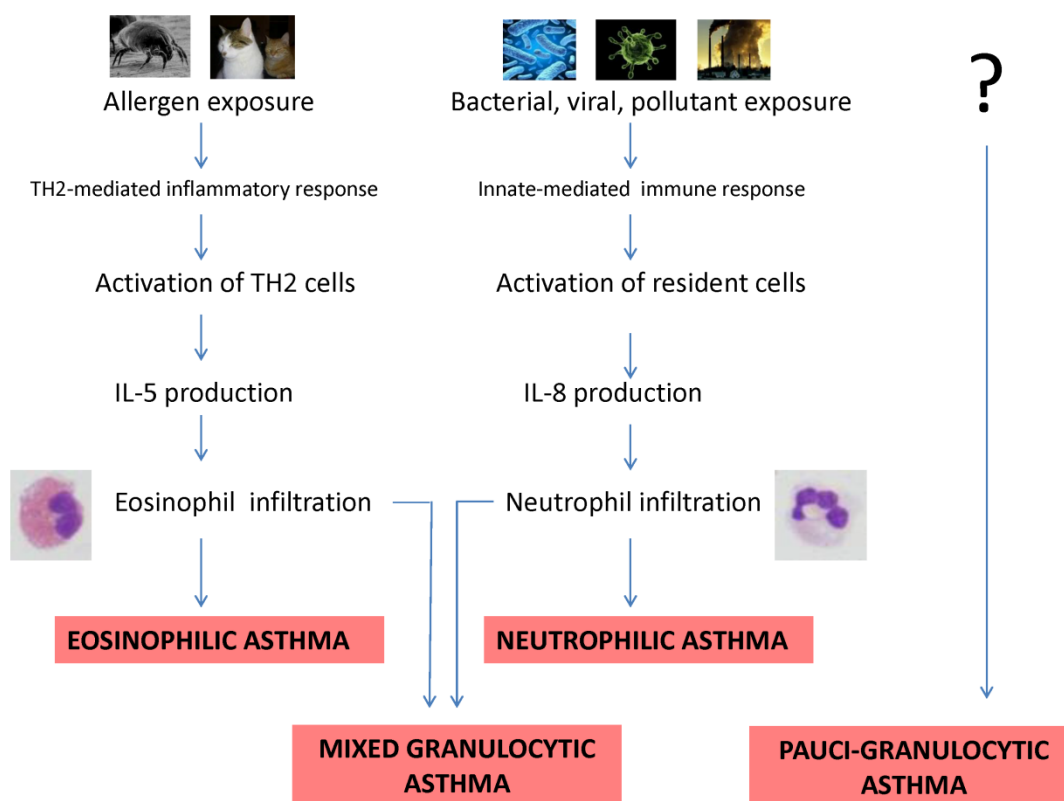 Allergen exposure
Bacterial, viral, pollutant exposure
?
TH2-mediated inflammatory response
Innate-mediated immune response
Activation of TH2 cells
Activation of resident cells
IL-5 production
IL-8 production
Eosinophil infiltration
Neutrophil infiltration
EOSINOPHILIC ASTHMA
NEUTROPHILIC ASTHMA
MIXED GRANULOCYTIC
ASTHMA
PAUCI-GRANULOCYTIC
ASTHMA